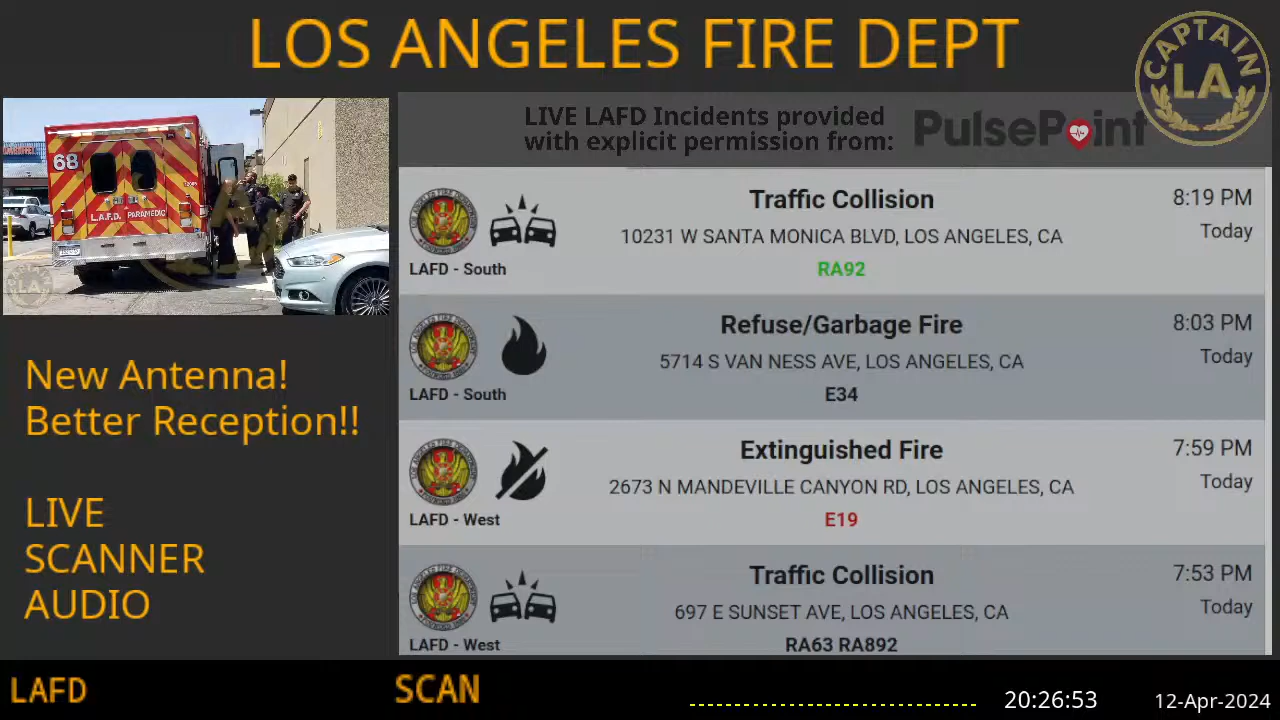 LOS ANGELES FIRE DEPT
CAPTAIN
LA
LIVE LAFD Incidents provided
with explicit permission from:
PulsePoint
68
L.A.F.D. PARAMEDIC
LA
Traffic Collision
8:19 PM
10231 W SANTA MONICA BLVD, LOS ANGELES, CA
Today
LAFD - South
RA92
Refuse/Garbage Fire
8:03 PM
5714 S VAN NESS AVE, LOS ANGELES, CA
Today
LAFD - South
E34
Extinguished Fire
7:59 PM
2673 N MANDEVILLE CANYON RD, LOS ANGELES, CA
Today
LAFD - West
E19
Traffic Collision
7:53 PM
697 E SUNSET AVE, LOS ANGELES, CA
Today
LAFD - West
RA63 RA892
New Antenna!
Better Reception!!
LIVE
SCANNER
AUDIO
LAFD
SCAN
20:26:53
12-Apr-2024